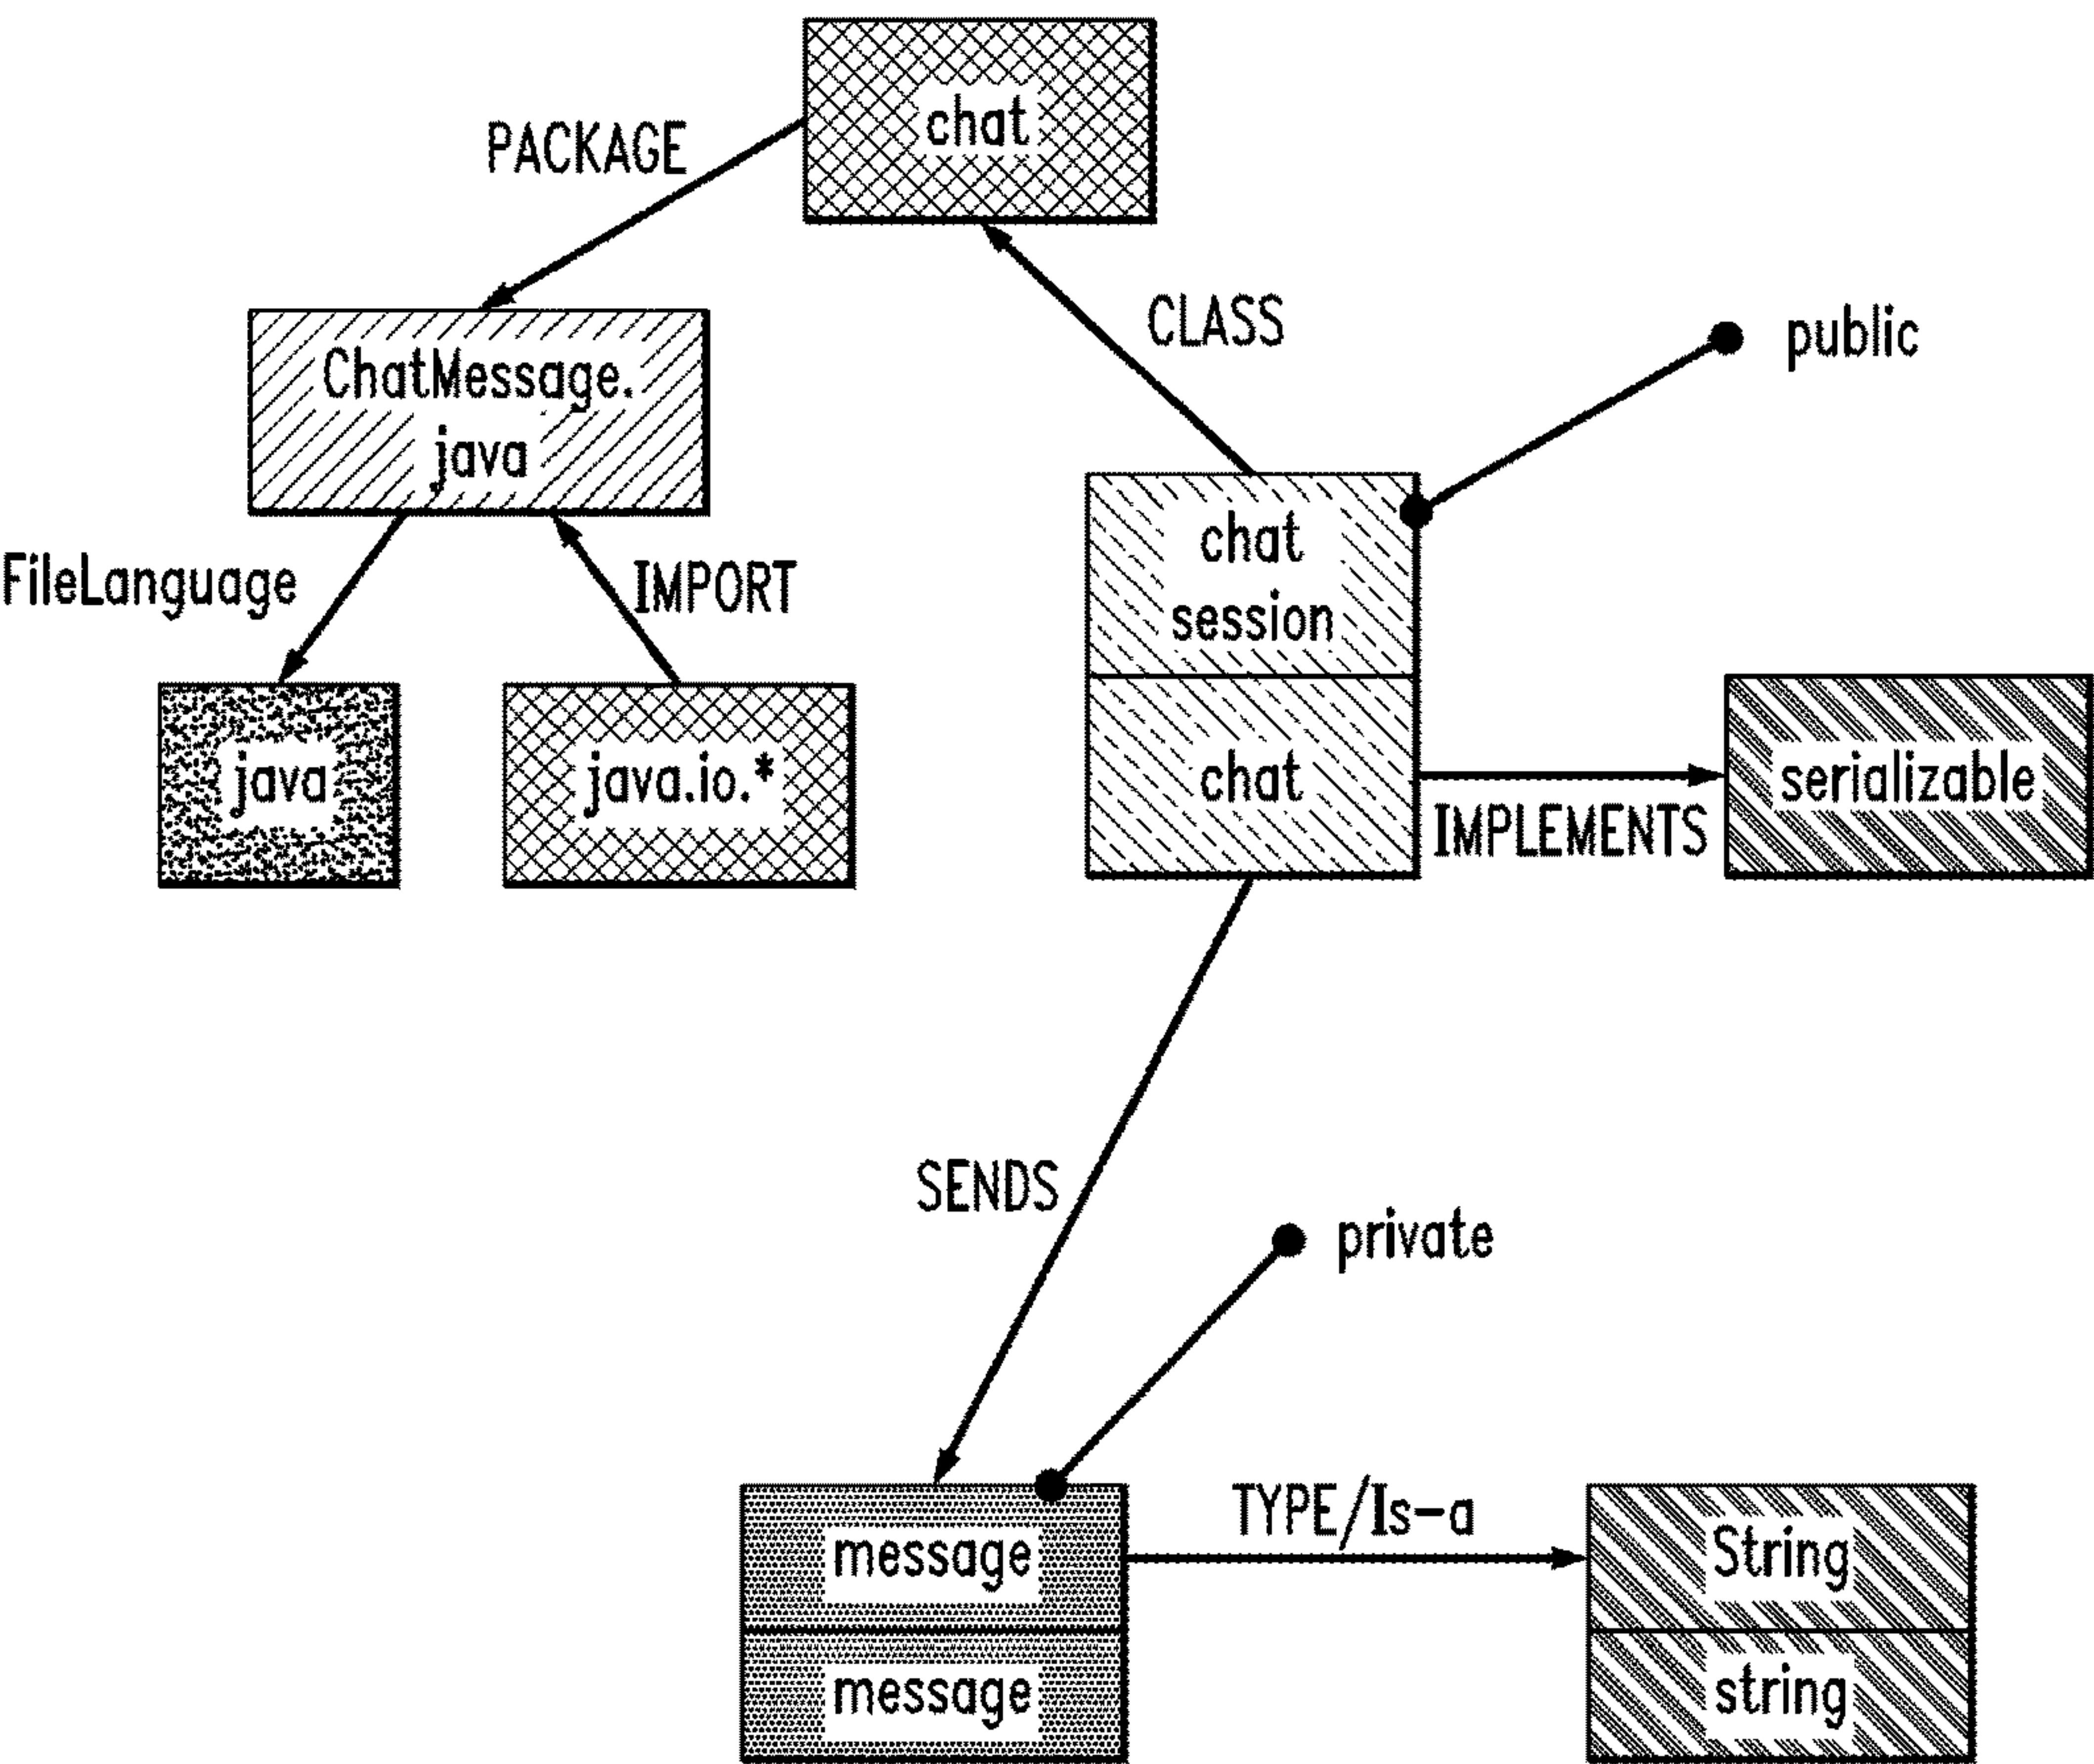 chat
PACKAGE
CLASS
public
ChatMessage.
java
chat
session
FileLanguage
IMPORT
java
java.io.*
chat
serializable
IMPLEMENTS
SENDS
private
TYPE/Is-a
message
String
message
string